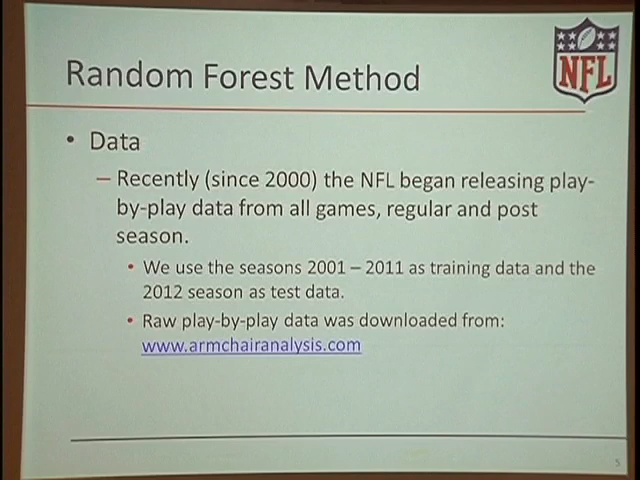 Random Forest Method
NFL
• Data
– Recently (since 2000) the NFL began releasing play-
by-play data from all games, regular and post
season.
• We use the seasons 2001 – 2011 as training data and the
2012 season as test data.
• Raw play-by-play data was downloaded from:
www.armchairanalysis.com
5